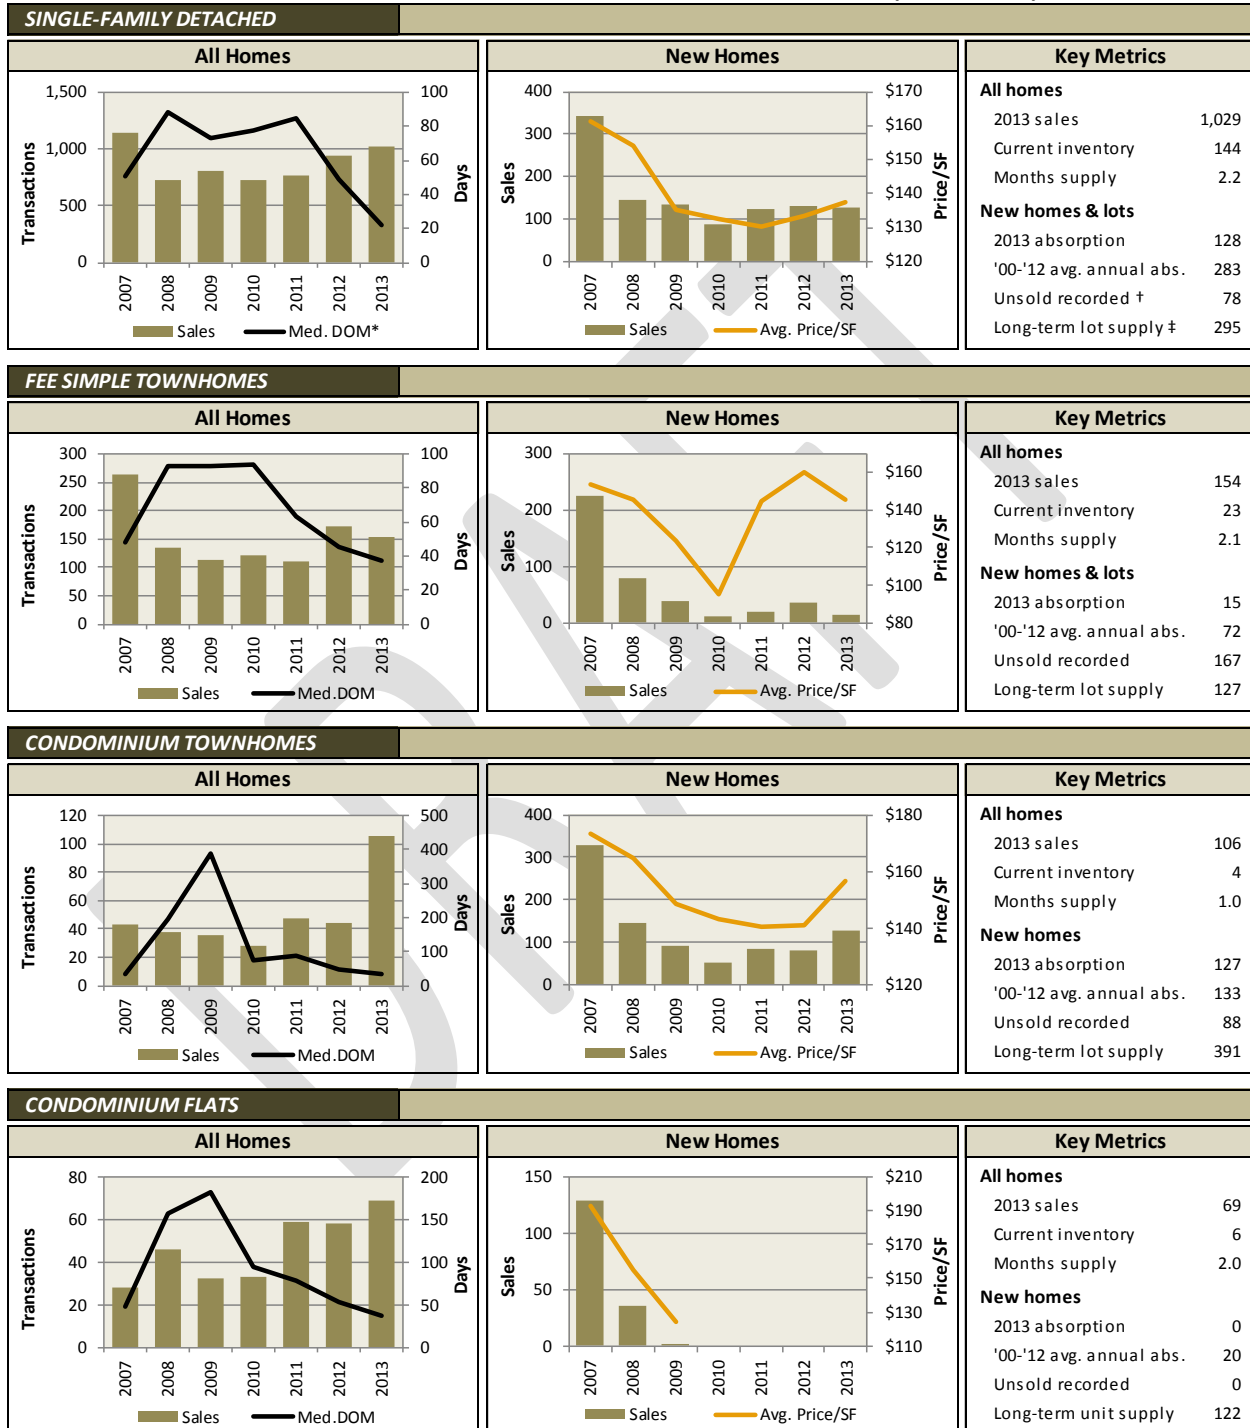 SINGLE-FAMILY DETACHED
All Homes
Transactions
1,500
1,000
500
0
100
80
60
40
20
0
Days
2007 2008 2009 2010 2011 2012 2013
Sales Med. DOM*
New Homes
Sales
400
300
200
100
0
$170
$160
$150
$140
$130
$120
Price/SF
2007 2008 2009 2010 2011 2012 2013
Sales Avg. Price/SF
Key Metrics
All homes
2013 sales 1,029
Current inventory 144
Months supply 2.2
New homes & lots
2013 absorption 128
'00-'12 avg. annual abs. 283
Unsold recorded † 78
Long-term lot supply ‡ 295
FEE SIMPLE TOWNHOMES
All Homes
Transactions
300
250
200
150
100
50
0
100
80
60
40
20
0
Days
2007 2008 2009 2010 2011 2012 2013
Sales Med.DOM
New Homes
Sales
300
200
100
0
$160
$140
$120
$100
$80
Price/SF
2007 2008 2009 2010 2011 2012 2013
Sales Avg. Price/SF
Key Metrics
All homes
2013 sales 154
Current inventory 23
Months supply 2.1
New homes & lots
2013 absorption 15
'00-'12 avg. annual abs. 72
Unsold recorded 167
Long-term lot supply 127
CONDOMINIUM TOWNHOMES
All Homes
Transactions
120
100
80
60
40
20
0
500
400
300
200
100
0
Days
2007 2008 2009 2010 2011 2012 2013
Sales Med.DOM
New Homes
Sales
400
300
200
100
0
$180
$160
$140
$120
Price/SF
2007 2008 2009 2010 2011 2012 2013
Sales Avg. Price/SF
Key Metrics
All homes
2013 sales 106
Current inventory 4
Months supply 1.0
New homes
2013 absorption 127
'00-'12 avg. annual abs. 133
Unsold recorded 88
Long-term lot supply 391
CONDOMINIUM FLATS
All Homes
Transactions
80
60
40
20
0
200
150
100
50
0
Days
2007 2008 2009 2010 2011 2012 2013
Sales Med.DOM
New Homes
Sales
150
100
50
0
$210
$190
$170
$150
$130
$110
Price/SF
2007 2008 2009 2010 2011 2012 2013
Sales Avg. Price/SF
Key Metrics
All homes
2013 sales 69
Current inventory 6
Months supply 2.0
New homes
2013 absorption 0
'00-'12 avg. annual abs. 20
Unsold recorded 0
Long-term unit supply 122
DRAFT